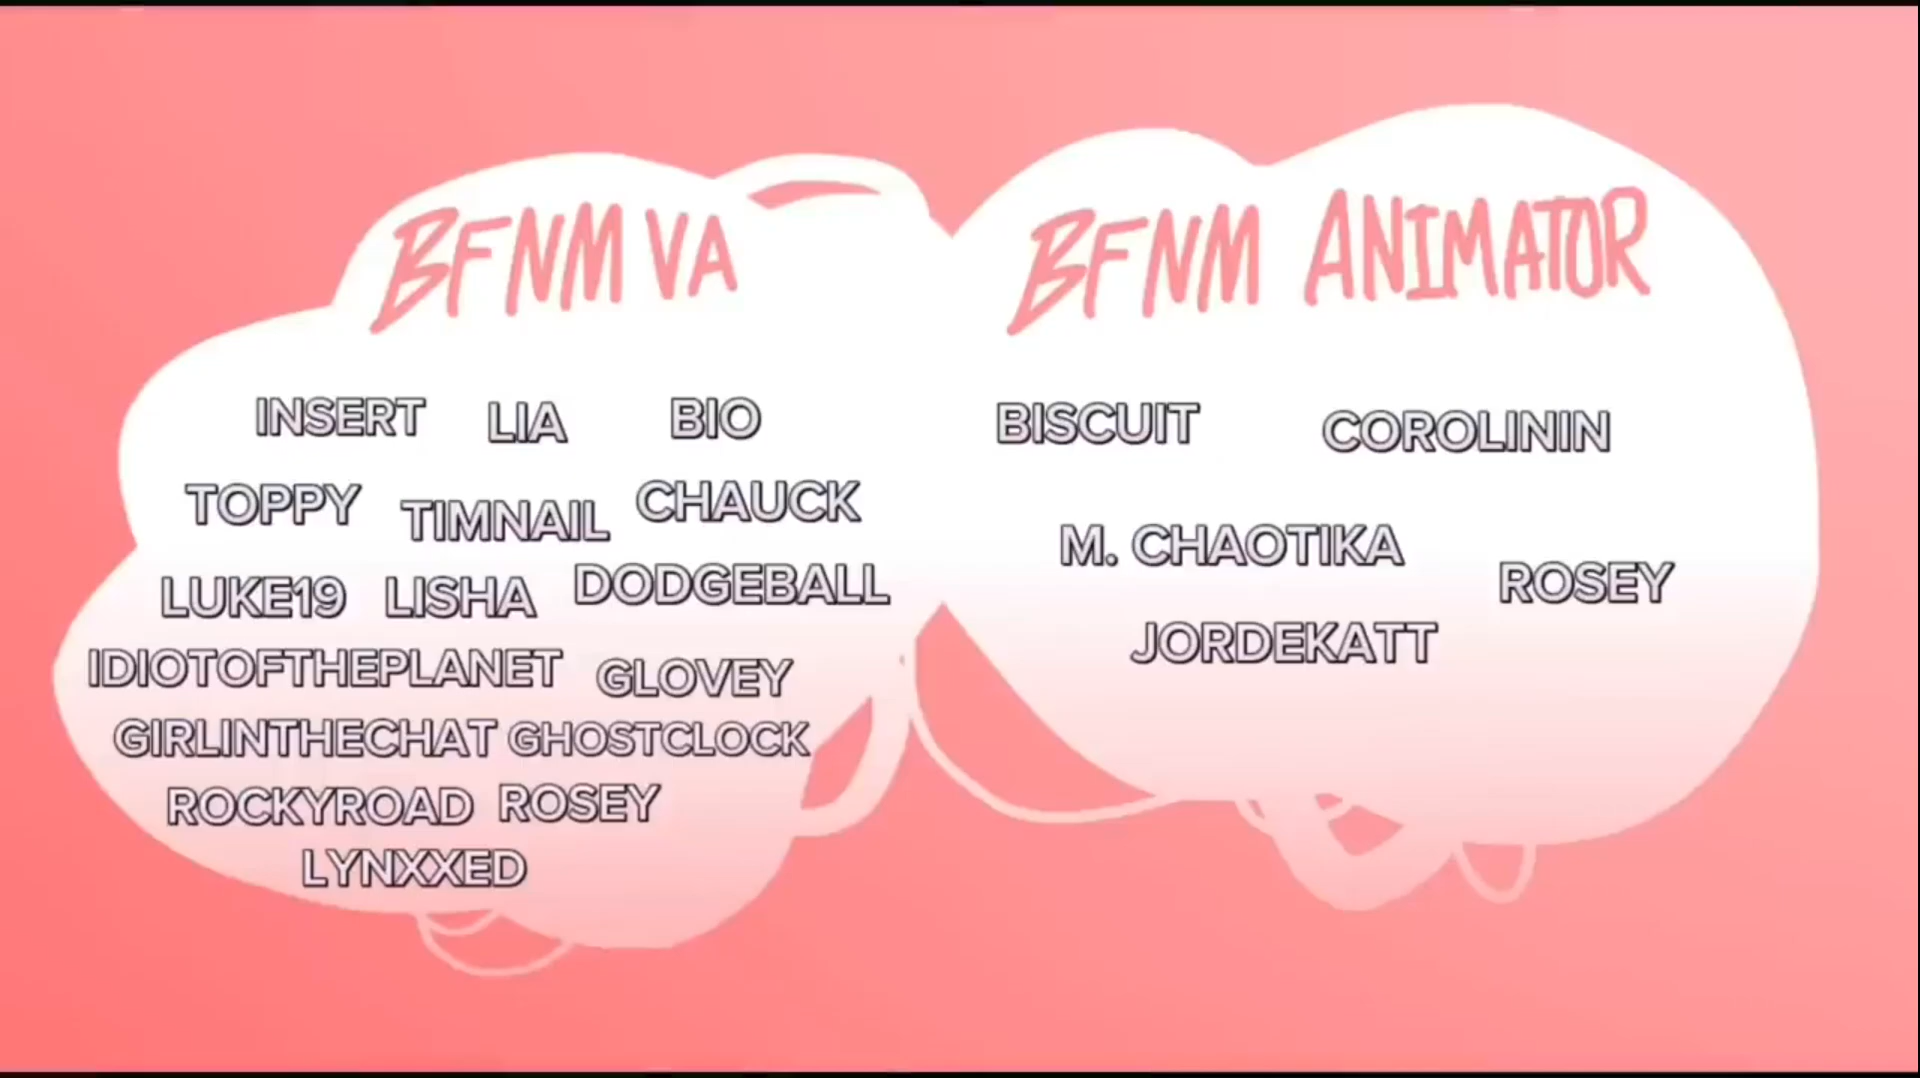 BFNM VA
INSERT LIA BIO
TOPPY TIMNAIL CHAUCK
LUKE19 LISHA DODGEBALL
IDIOTOFTHEPLANET GLOVEY
GIRLINTHECHAT GHOSTCLOCK
ROCKYROAD ROSEY
LYNXXED
BFNM ANIMATOR
BISCUIT COROLININ
M. CHAOTIKA
ROSEY
JORDEKATT